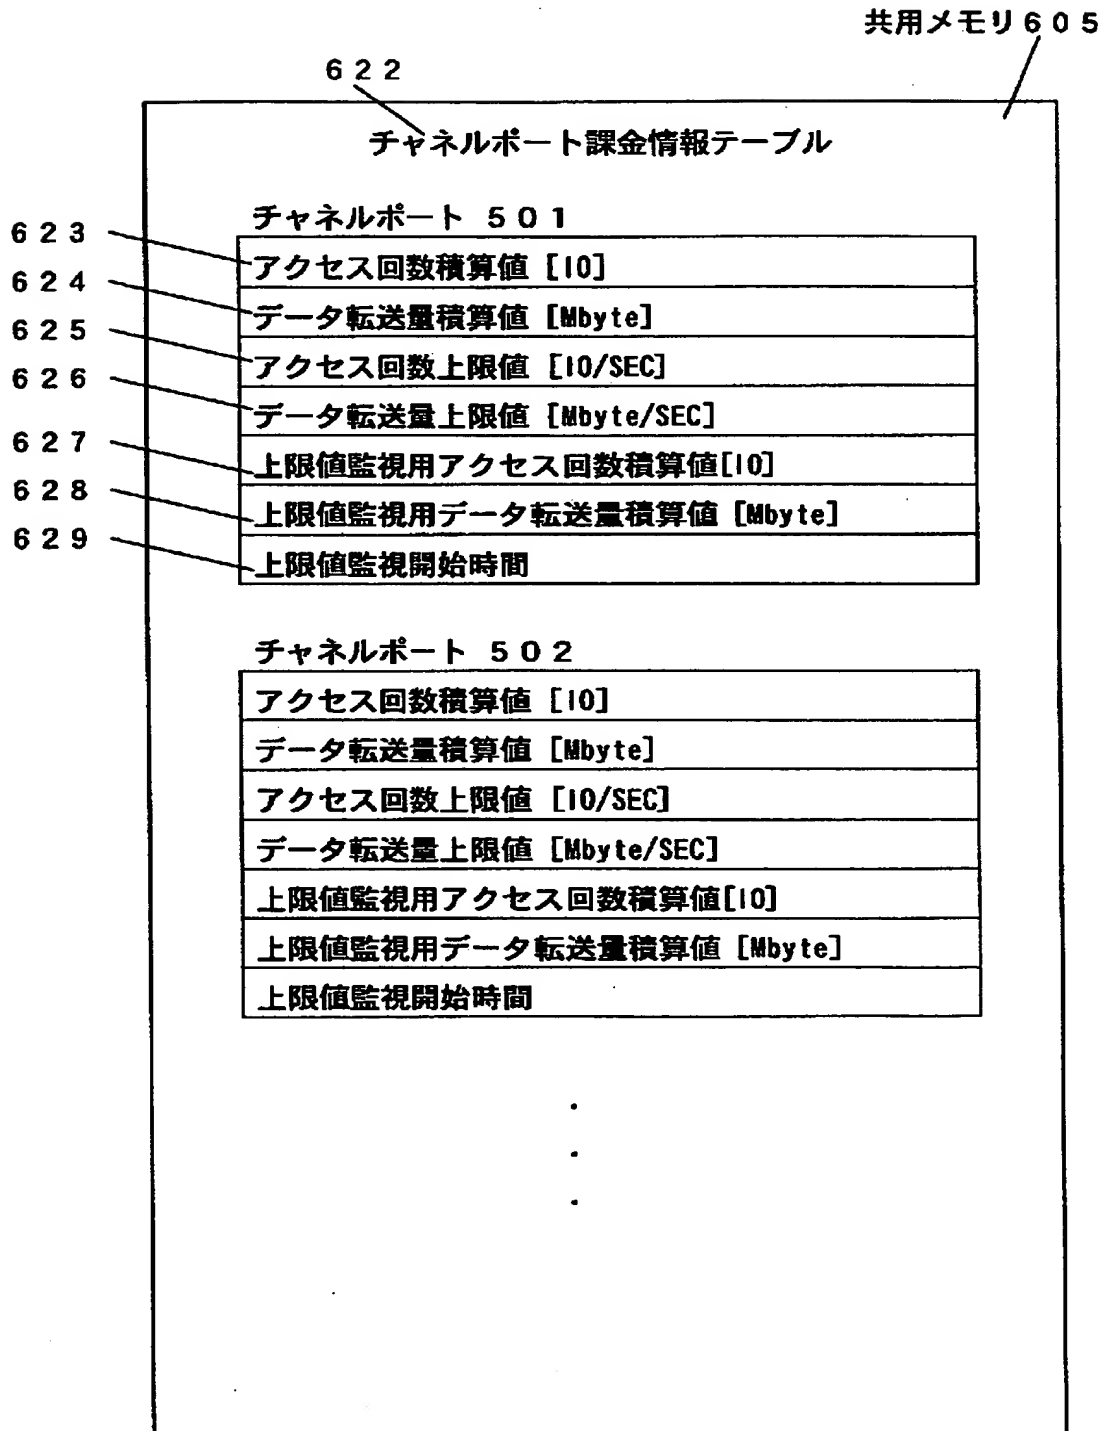 共用メモリ605
622
チャネルポート課金情報テーブル
チャネルポート 501
623
アクセス回数積算値 [IO]
624
データ転送量積算値 [Mbyte]
625
アクセス回数上限値 [IO/SEC]
626
データ転送量上限値 [Mbyte/SEC]
627
上限値監視用アクセス回数積算値[IO]
628
上限値監視用データ転送量積算値 [Mbyte]
629
上限値監視開始時間
チャネルポート 502
アクセス回数積算値 [IO]
データ転送量積算値 [Mbyte]
アクセス回数上限値 [IO/SEC]
データ転送量上限値 [Mbyte/SEC]
上限値監視用アクセス回数積算値[IO]
上限値監視用データ転送量積算値 [Mbyte]
上限値監視開始時間